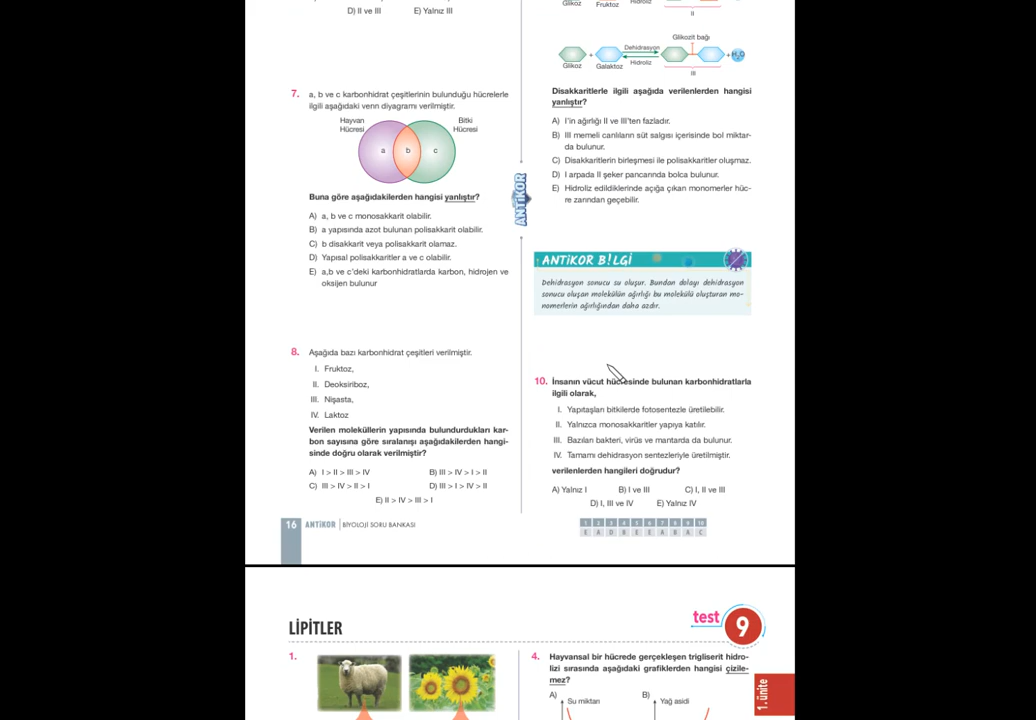 D) II ve III E) Yalnız III
7. a, b ve c karbonhidrat çeşitlerinin bulunduğu hücrelerle
ilgili aşağıdaki venn diyagramı verilmiştir.
Hayvan
Hücresi
Bitki
Hücresi
a b c
Buna göre aşağıdakilerden hangisi yanlıştır?
A) a, b ve c monosakkarit olabilir.
B) a yapısında azot bulunan polisakkarit olabilir.
C) b disakkarit veya polisakkarit olamaz.
D) Yapısal polisakkaritler a ve c olabilir.
E) a,b ve c'deki karbonhidratlarda karbon, hidrojen ve
oksijen bulunur
8. Aşağıda bazı karbonhidrat çeşitleri verilmiştir.
I. Fruktoz,
II. Deoksiriboz,
III. Nişasta,
IV. Laktoz
Verilen moleküllerin yapısında bulundurdukları kar-
bon sayısına göre sıralanışı aşağıdakilerden hangi-
sinde doğru olarak verilmiştir?
A) I > II > III > IV B) III > IV > I > II
C) III > IV > II > I D) III > I > IV > II
E) II > IV > III > I
16 ANTİKOR BİYOLOJİ SORU BANKASI
ANTİKOR
Glikoz Fruktoz Hidroliz
II
Glikozit bağı
Dehidrasyon
+ + H₂O
Hidroliz
Glikoz Galaktoz
III
Disakkaritlerle ilgili aşağıda verilenlerden hangisi
yanlıştır?
A) I'in ağırlığı II ve III'ten fazladır.
B) III memeli canlıların süt salgısı içerisinde bol miktar-
da bulunur.
C) Disakkaritlerin birleşmesi ile polisakkaritler oluşmaz.
D) I arpada II şeker pancarında bolca bulunur.
E) Hidroliz edildiklerinde açığa çıkan monomerler hüc-
re zarından geçebilir.
ANTİKOR B!LGİ
Dehidrasyon sonucu su oluşur. Bundan dolayı dehidrasyon
sonucu oluşan molekülün ağırlığı bu molekülü oluşturan mo-
nomerlerin ağırlığından daha azdır.
10. İnsanın vücut hücresinde bulunan karbonhidratlarla
ilgili olarak,
I. Yapıtaşları bitkilerde fotosentezle üretilebilir.
II. Yalnızca monosakkaritler yapıya katılır.
III. Bazıları bakteri, virüs ve mantarda da bulunur.
IV. Tamamı dehidrasyon sentezleriyle üretilmiştir.
verilenlerden hangileri doğrudur?
A) Yalnız I B) I ve III C) I, II ve III
D) I, III ve IV E) Yalnız IV
1 2 3 4 5 6 7 8 9 10
LİPİTLER
test 9
1.
4. Hayvansal bir hücrede gerçekleşen trigliserit hidro-
lizi sırasında aşağıdaki grafiklerden hangisi çizile-
mez?
A) Su miktarı B) Yağ asidi
1. ünite